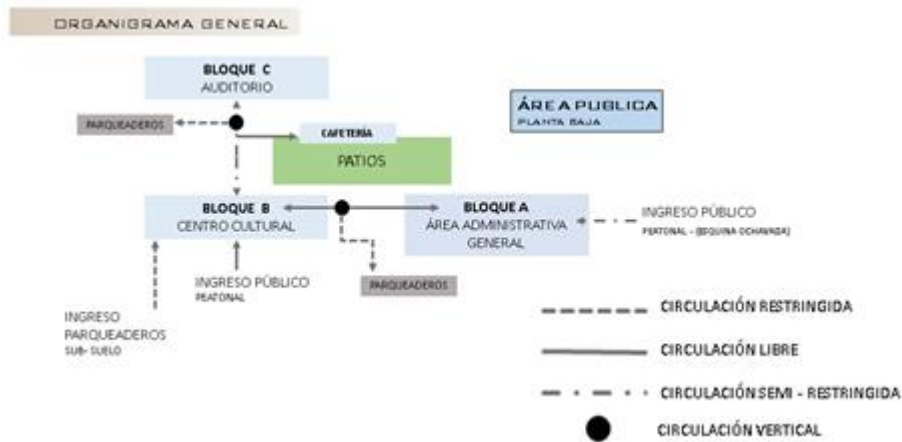 ORGANIGRAMA GENERAL
BLOQUE C
AUDITORIO
PARQUEADEROS
CAFETERÍA
PATIOS
ÁREA PUBLICA
PLANTA BAJA
BLOQUE B
CENTRO CULTURAL
BLOQUE A
ÁREA ADMINISTRATIVA
GENERAL
INGRESO PÚBLICO
PEATONAL - (ESQUINA OCHAVADA)
INGRESO PÚBLICO
PEATONAL
PARQUEADEROS
INGRESO
PARQUEADEROS
SUB- SUELO
CIRCULACIÓN RESTRINGIDA
CIRCULACIÓN LIBRE
CIRCULACIÓN SEMI - RESTRINGIDA
CIRCULACIÓN VERTICAL